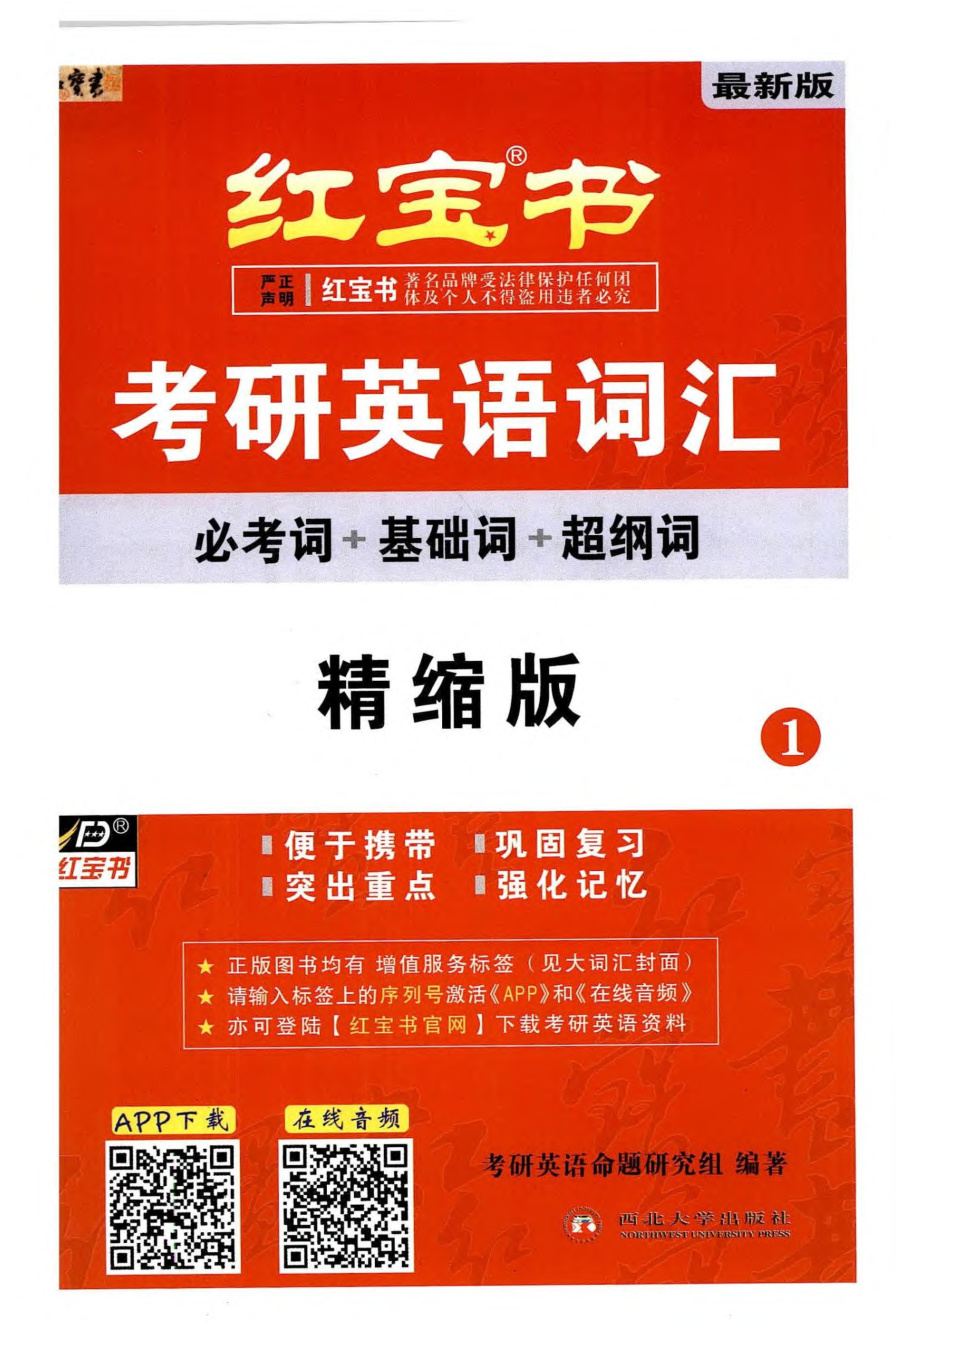 宝书
最新版
红宝书®
严正声明
红宝书
著名品牌受法律保护任何团
体及个人不得盗用违者必究
考研英语词汇
必考词+基础词+超纲词
精缩版
1
®
红宝书
便于携带 巩固复习
突出重点 强化记忆
★ 正版图书均有 增值服务标签（见大词汇封面）
★ 请输入标签上的序列号激活《APP》和《在线音频》
★ 亦可登陆【红宝书官网】下载考研英语资料
APP下载 在线音频
考研英语命题研究组 编著
西北大学出版社
NORTHWEST UNIVERSITY PRESS